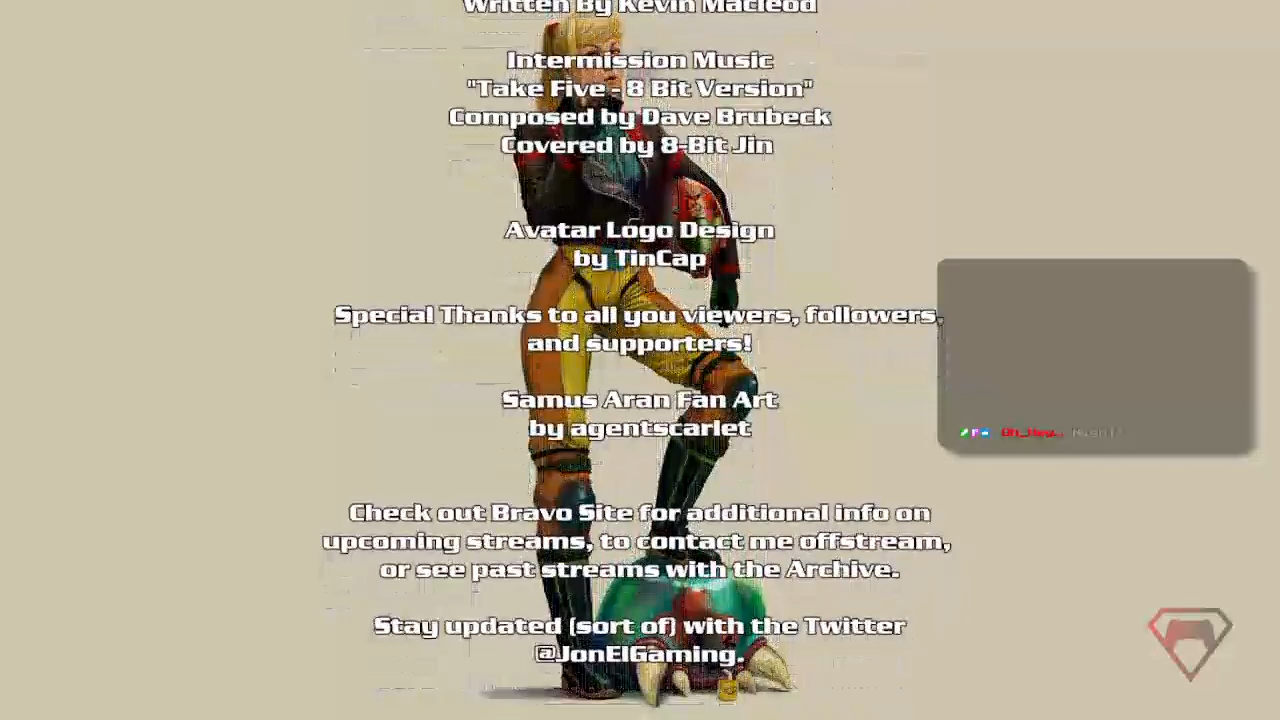 Written By Kevin Macleod
Intermission Music
"Take Five - 8 Bit Version"
Composed by Dave Brubeck
Covered by 8-Bit Jin
Avatar Logo Design
by TinCap
Special Thanks to all you viewers, followers,
and supporters!
Samus Aran Fan Art
by agentscarlet
Check out Bravo Site for additional info on
upcoming streams, to contact me offstream,
or see past streams with the Archive.
Stay updated (sort of) with the Twitter
@JonElGaming.